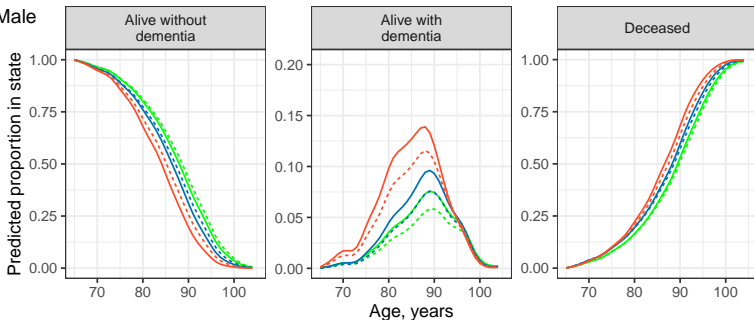 Male
Alive without
dementia
Alive with
dementia
Deceased
Predicted proportion in state
1.00
0.75
0.50
0.25
0.00
0.20
0.15
0.10
0.05
0.00
1.00
0.75
0.50
0.25
0.00
70 80 90 100
70 80 90 100
70 80 90 100
Age, years